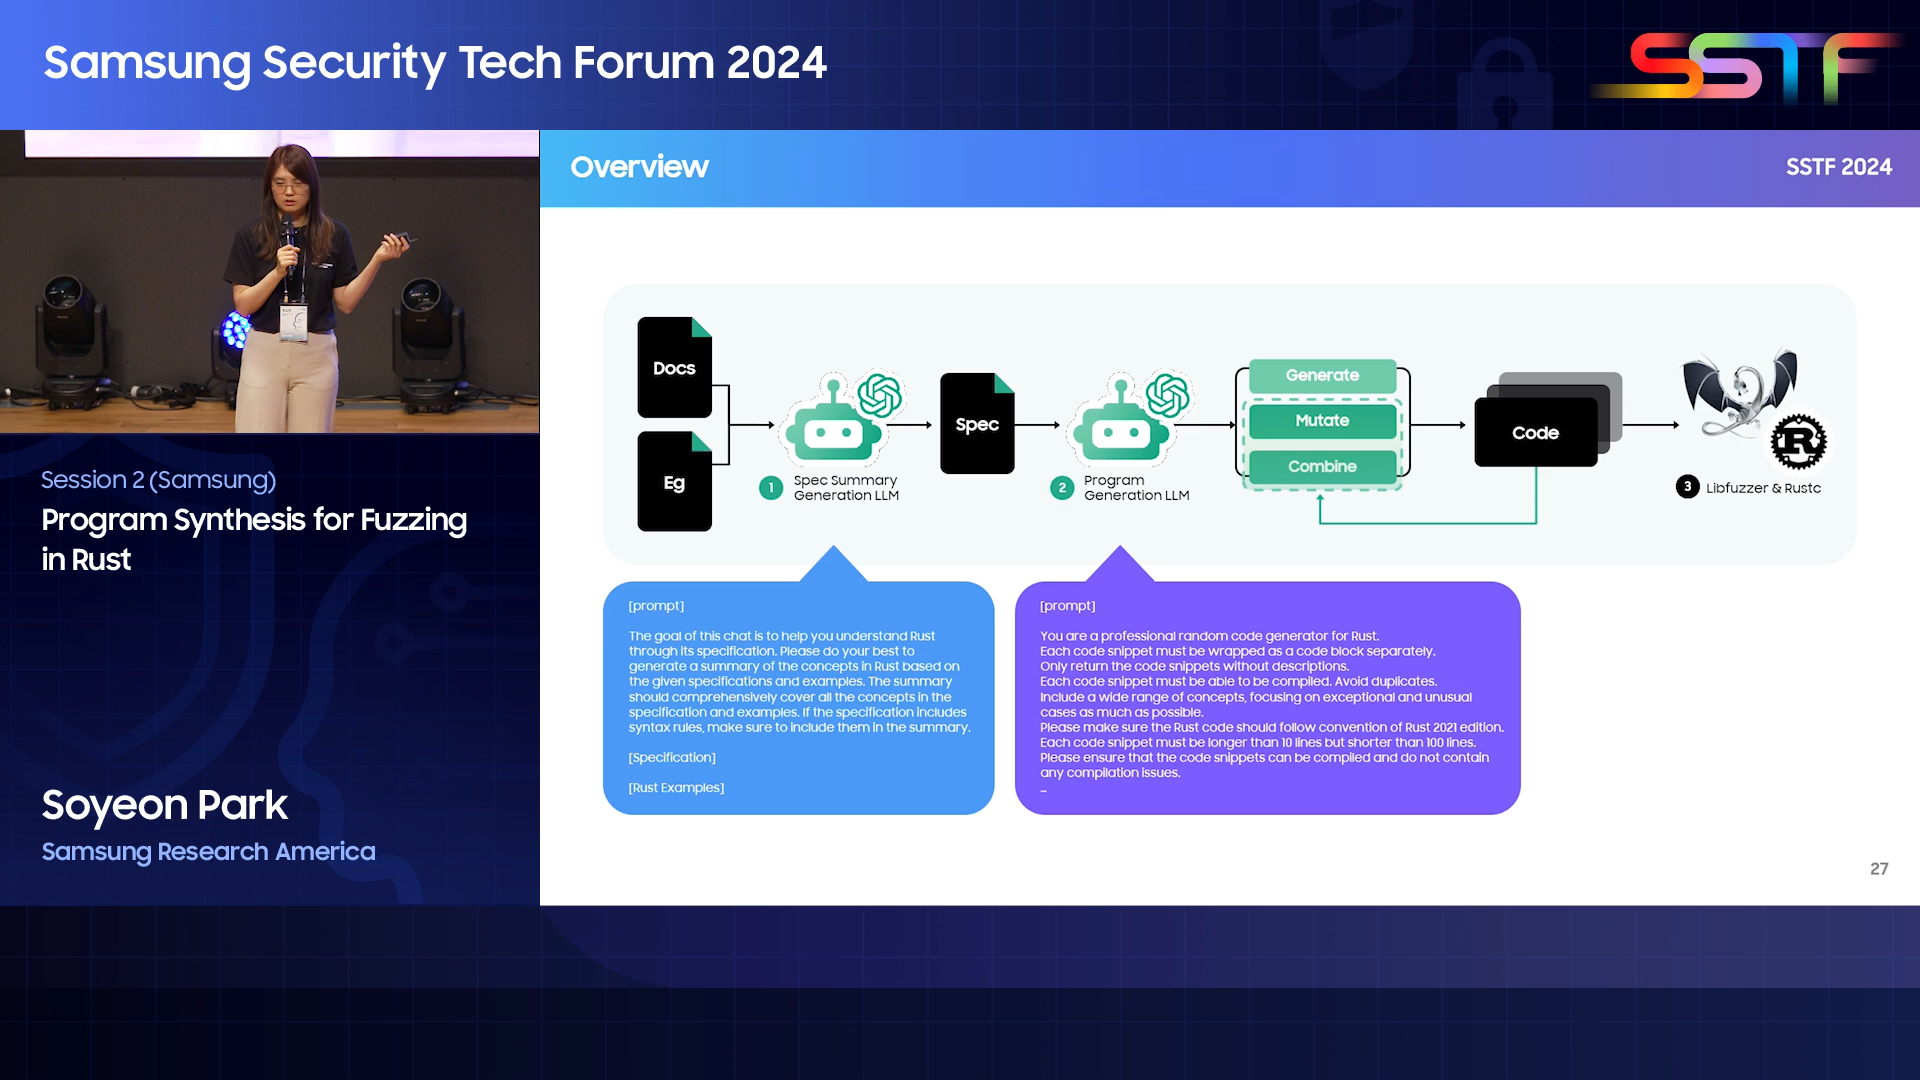 Samsung Security Tech Forum 2024
SSTF
Overview
SSTF 2024
Session 2 (Samsung)
Program Synthesis for Fuzzing
in Rust
Soyeon Park
Samsung Research America
Docs
Eg
1
Spec Summary
Generation LLM
Spec
2
Program
Generation LLM
Generate
Mutate
Combine
Code
R
3
Libfuzzer & Rustc
[prompt]
The goal of this chat is to help you understand Rust
through its specification. Please do your best to
generate a summary of the concepts in Rust based on
the given specifications and examples. The summary
should comprehensively cover all the concepts in the
specification and examples. If the specification includes
syntax rules, make sure to include them in the summary.
[Specification]
[Rust Examples]
[prompt]
You are a professional random code generator for Rust.
Each code snippet must be wrapped as a code block separately.
Only return the code snippets without descriptions.
Each code snippet must be able to be compiled. Avoid duplicates.
Include a wide range of concepts, focusing on exceptional and unusual
cases as much as possible.
Please make sure the Rust code should follow convention of Rust 2021 edition.
Each code snippet must be longer than 10 lines but shorter than 100 lines.
Please ensure that the code snippets can be complied and do not contain
any compilation issues.
...
27